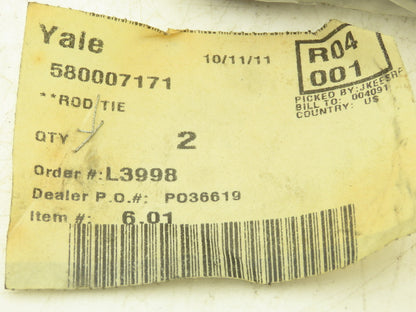 Yale
10/11/11
R04
001
580007171
PICKED BY:
BILL TO: 004091
COUNTRY: US
**ROD TIE
QTY 2
Order #: L3998
Dealer P.O.#: PO36619
Item #: 6.01